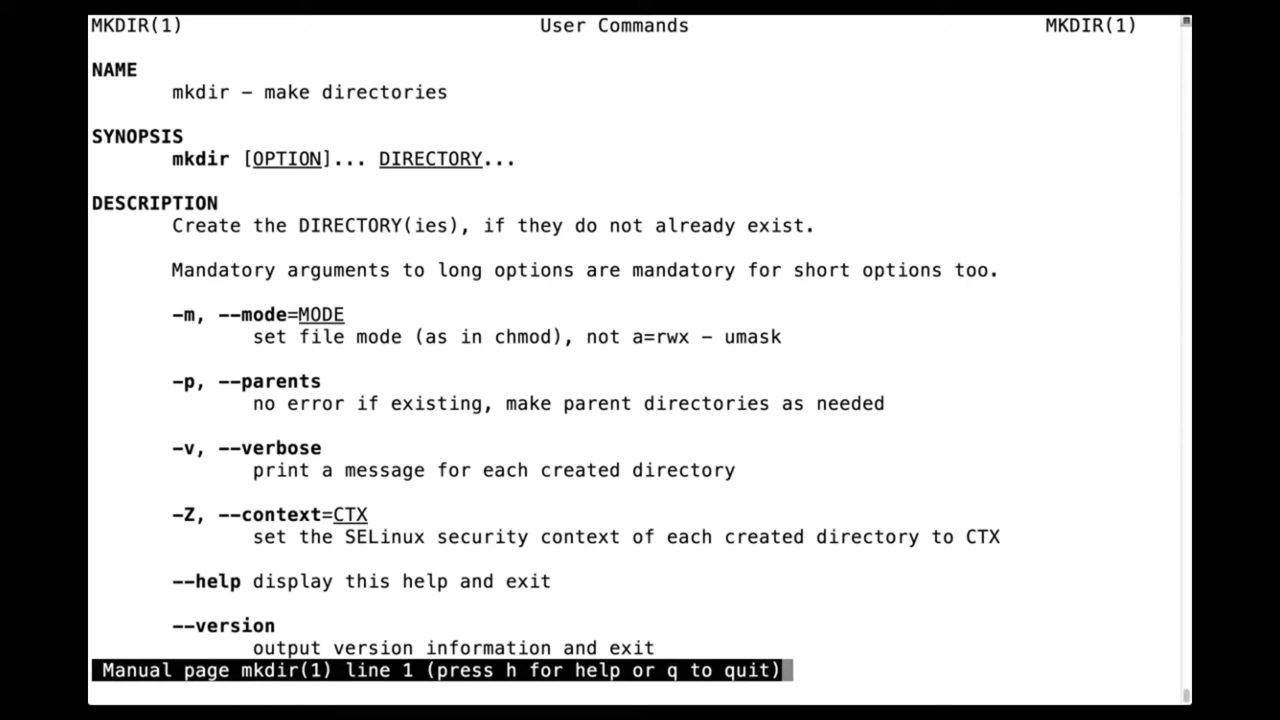 MKDIR(1) User Commands MKDIR(1)
NAME
mkdir - make directories
SYNOPSIS
mkdir [OPTION]... DIRECTORY...
DESCRIPTION
Create the DIRECTORY(ies), if they do not already exist.
Mandatory arguments to long options are mandatory for short options too.
-m, --mode=MODE
set file mode (as in chmod), not a=rwx - umask
-p, --parents
no error if existing, make parent directories as needed
-v, --verbose
print a message for each created directory
-Z, --context=CTX
set the SELinux security context of each created directory to CTX
--help display this help and exit
--version
output version information and exit
Manual page mkdir(1) line 1 (press h for help or q to quit)